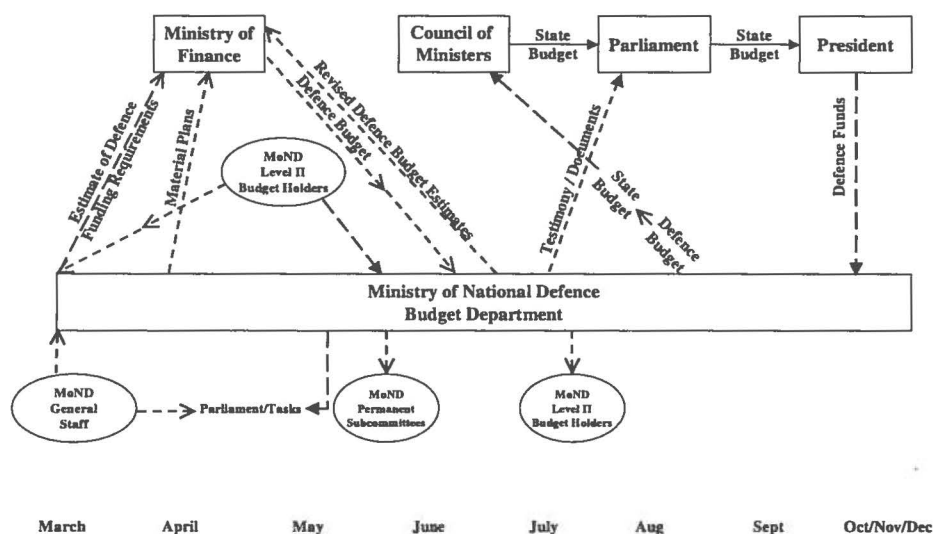 Ministry of
Finance
Council of
Ministers
State
Budget
Parliament
State
Budget
President
Estimate of Defence
Funding Requirements
Material Plans
MoND
Level II
Budget Holders
Revised Defence Budget Estimates
Defence Budget
Testimony / Documents
State
Budget
Defence
Budget
Defence Funds
Ministry of National Defence
Budget Department
MoND
General
Staff
Parliament/Tasks
MoND
Permanent
Subcommittees
MoND
Level II
Budget Holders
March April May June July Aug Sept Oct/Nov/Dec